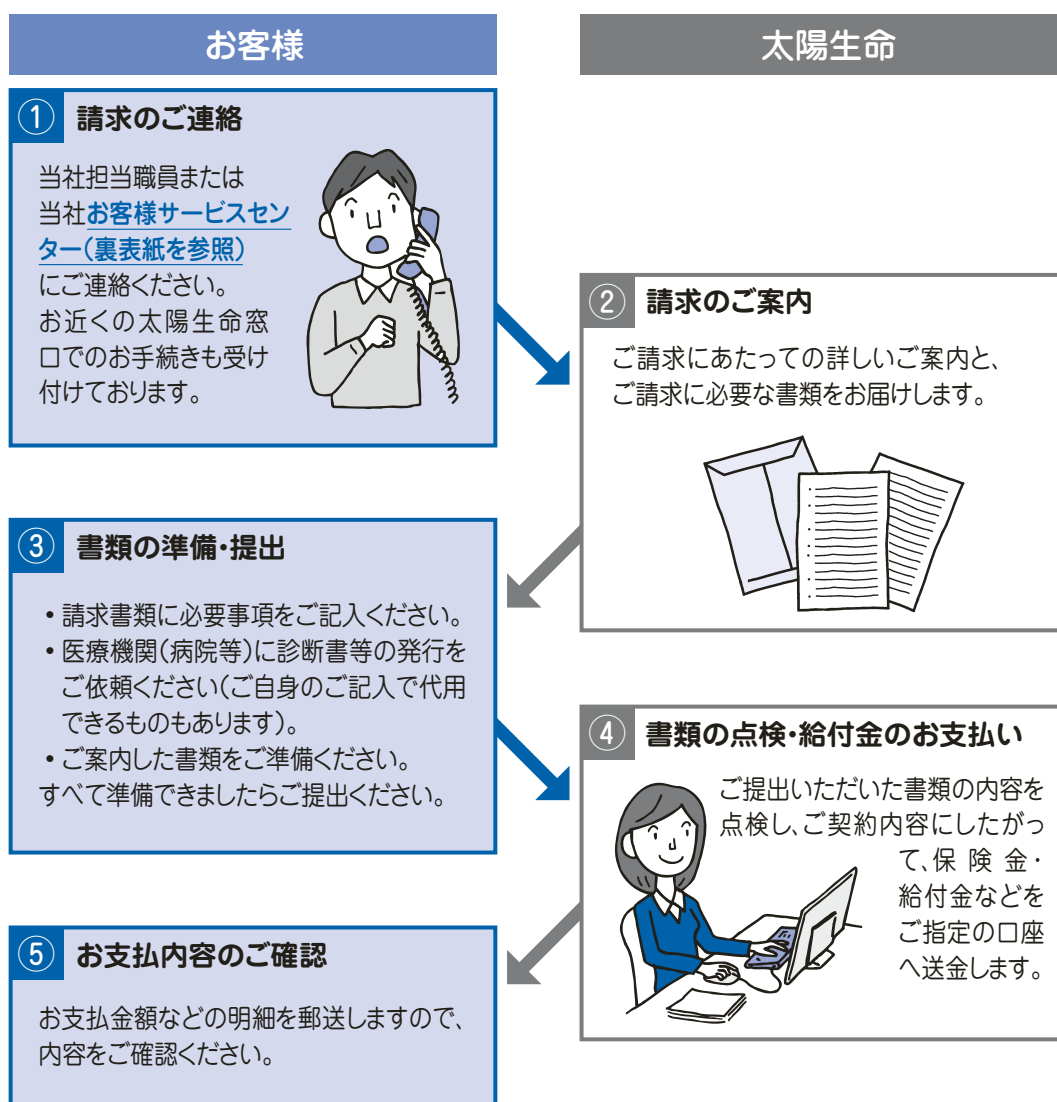 お客様
太陽生命
① 請求のご連絡
当社担当職員または
当社お客様サービスセン
ター(裏表紙を参照)
にご連絡ください。
お近くの太陽生命窓
口でのお手続きも受け
付けております。
② 請求のご案内
ご請求にあたっての詳しいご案内と、
ご請求に必要な書類をお届けします。
③ 書類の準備・提出
・請求書類に必要事項をご記入ください。
・医療機関(病院等)に診断書等の発行を
ご依頼ください(ご自身のご記入で代用
できるものもあります)。
・ご案内した書類をご準備ください。
すべて準備できましたらご提出ください。
④ 書類の点検・給付金のお支払い
ご提出いただいた書類の内容を
点検し、ご契約内容にしたがっ
て、保険金・
給付金などを
ご指定の口座
へ送金します。
⑤ お支払内容のご確認
お支払金額などの明細を郵送しますので、
内容をご確認ください。